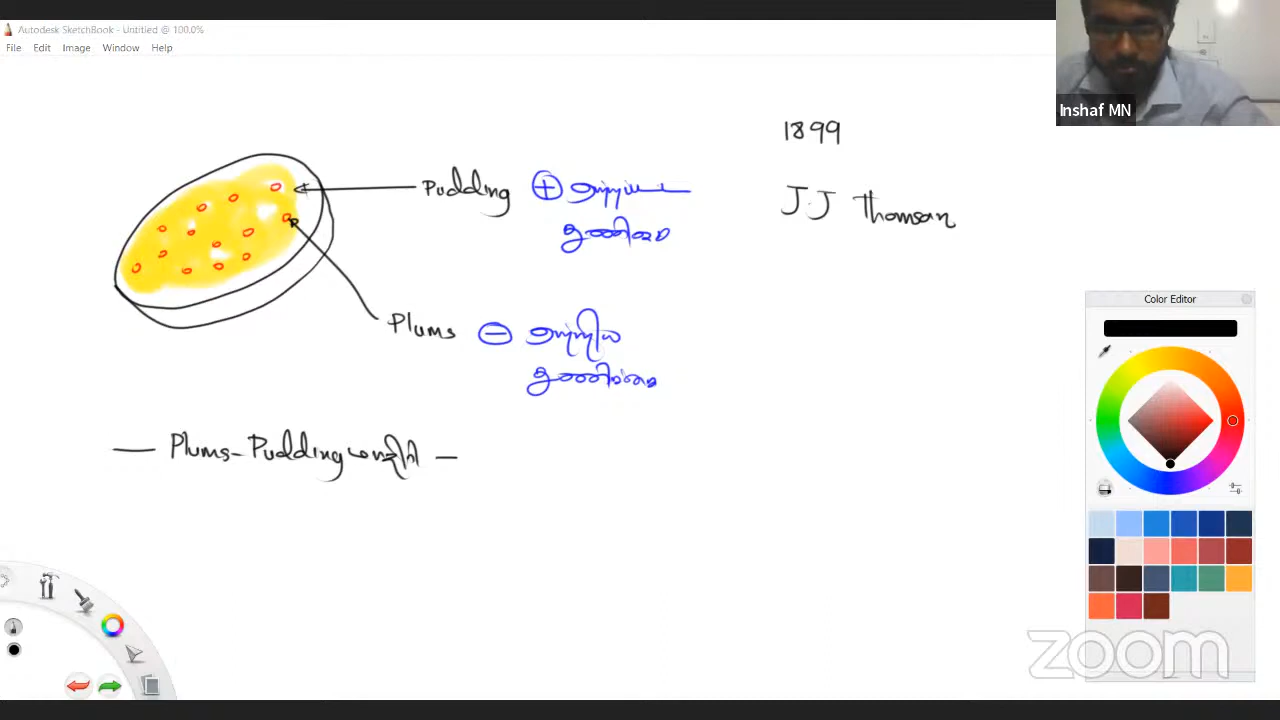 Autodesk SketchBook - Untitled @ 100.0%
File Edit Image Window Help
Inshaf MN
1899
J.J Thomsan
Pudding +
Plums −
— Plums-Pudding —
Color Editor
zoom